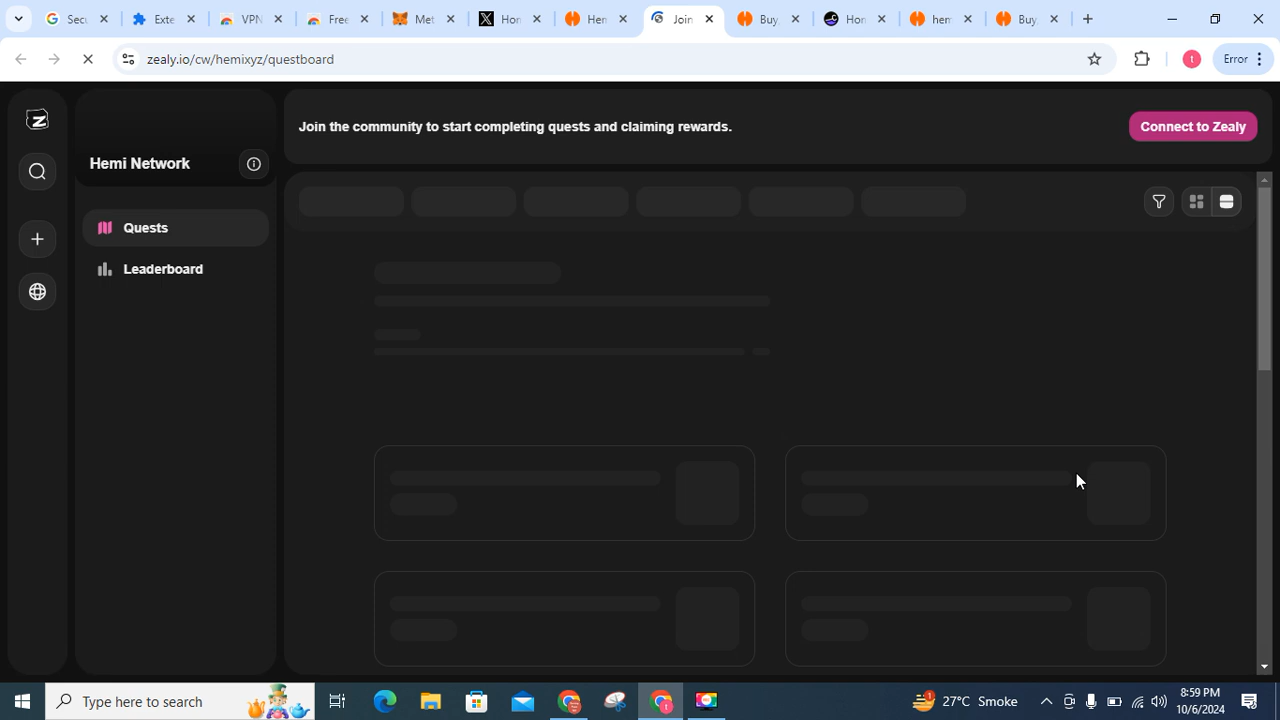 Secu
Exte
VPN
Free
Met
Hon
Hen
Join
Buy,
Hon
hem
Buy,
zealy.io/cw/hemixyz/questboard
Error
Join the community to start completing quests and claiming rewards.
Connect to Zealy
Hemi Network
Quests
Leaderboard
Type here to search
27°C Smoke
8:59 PM
10/6/2024